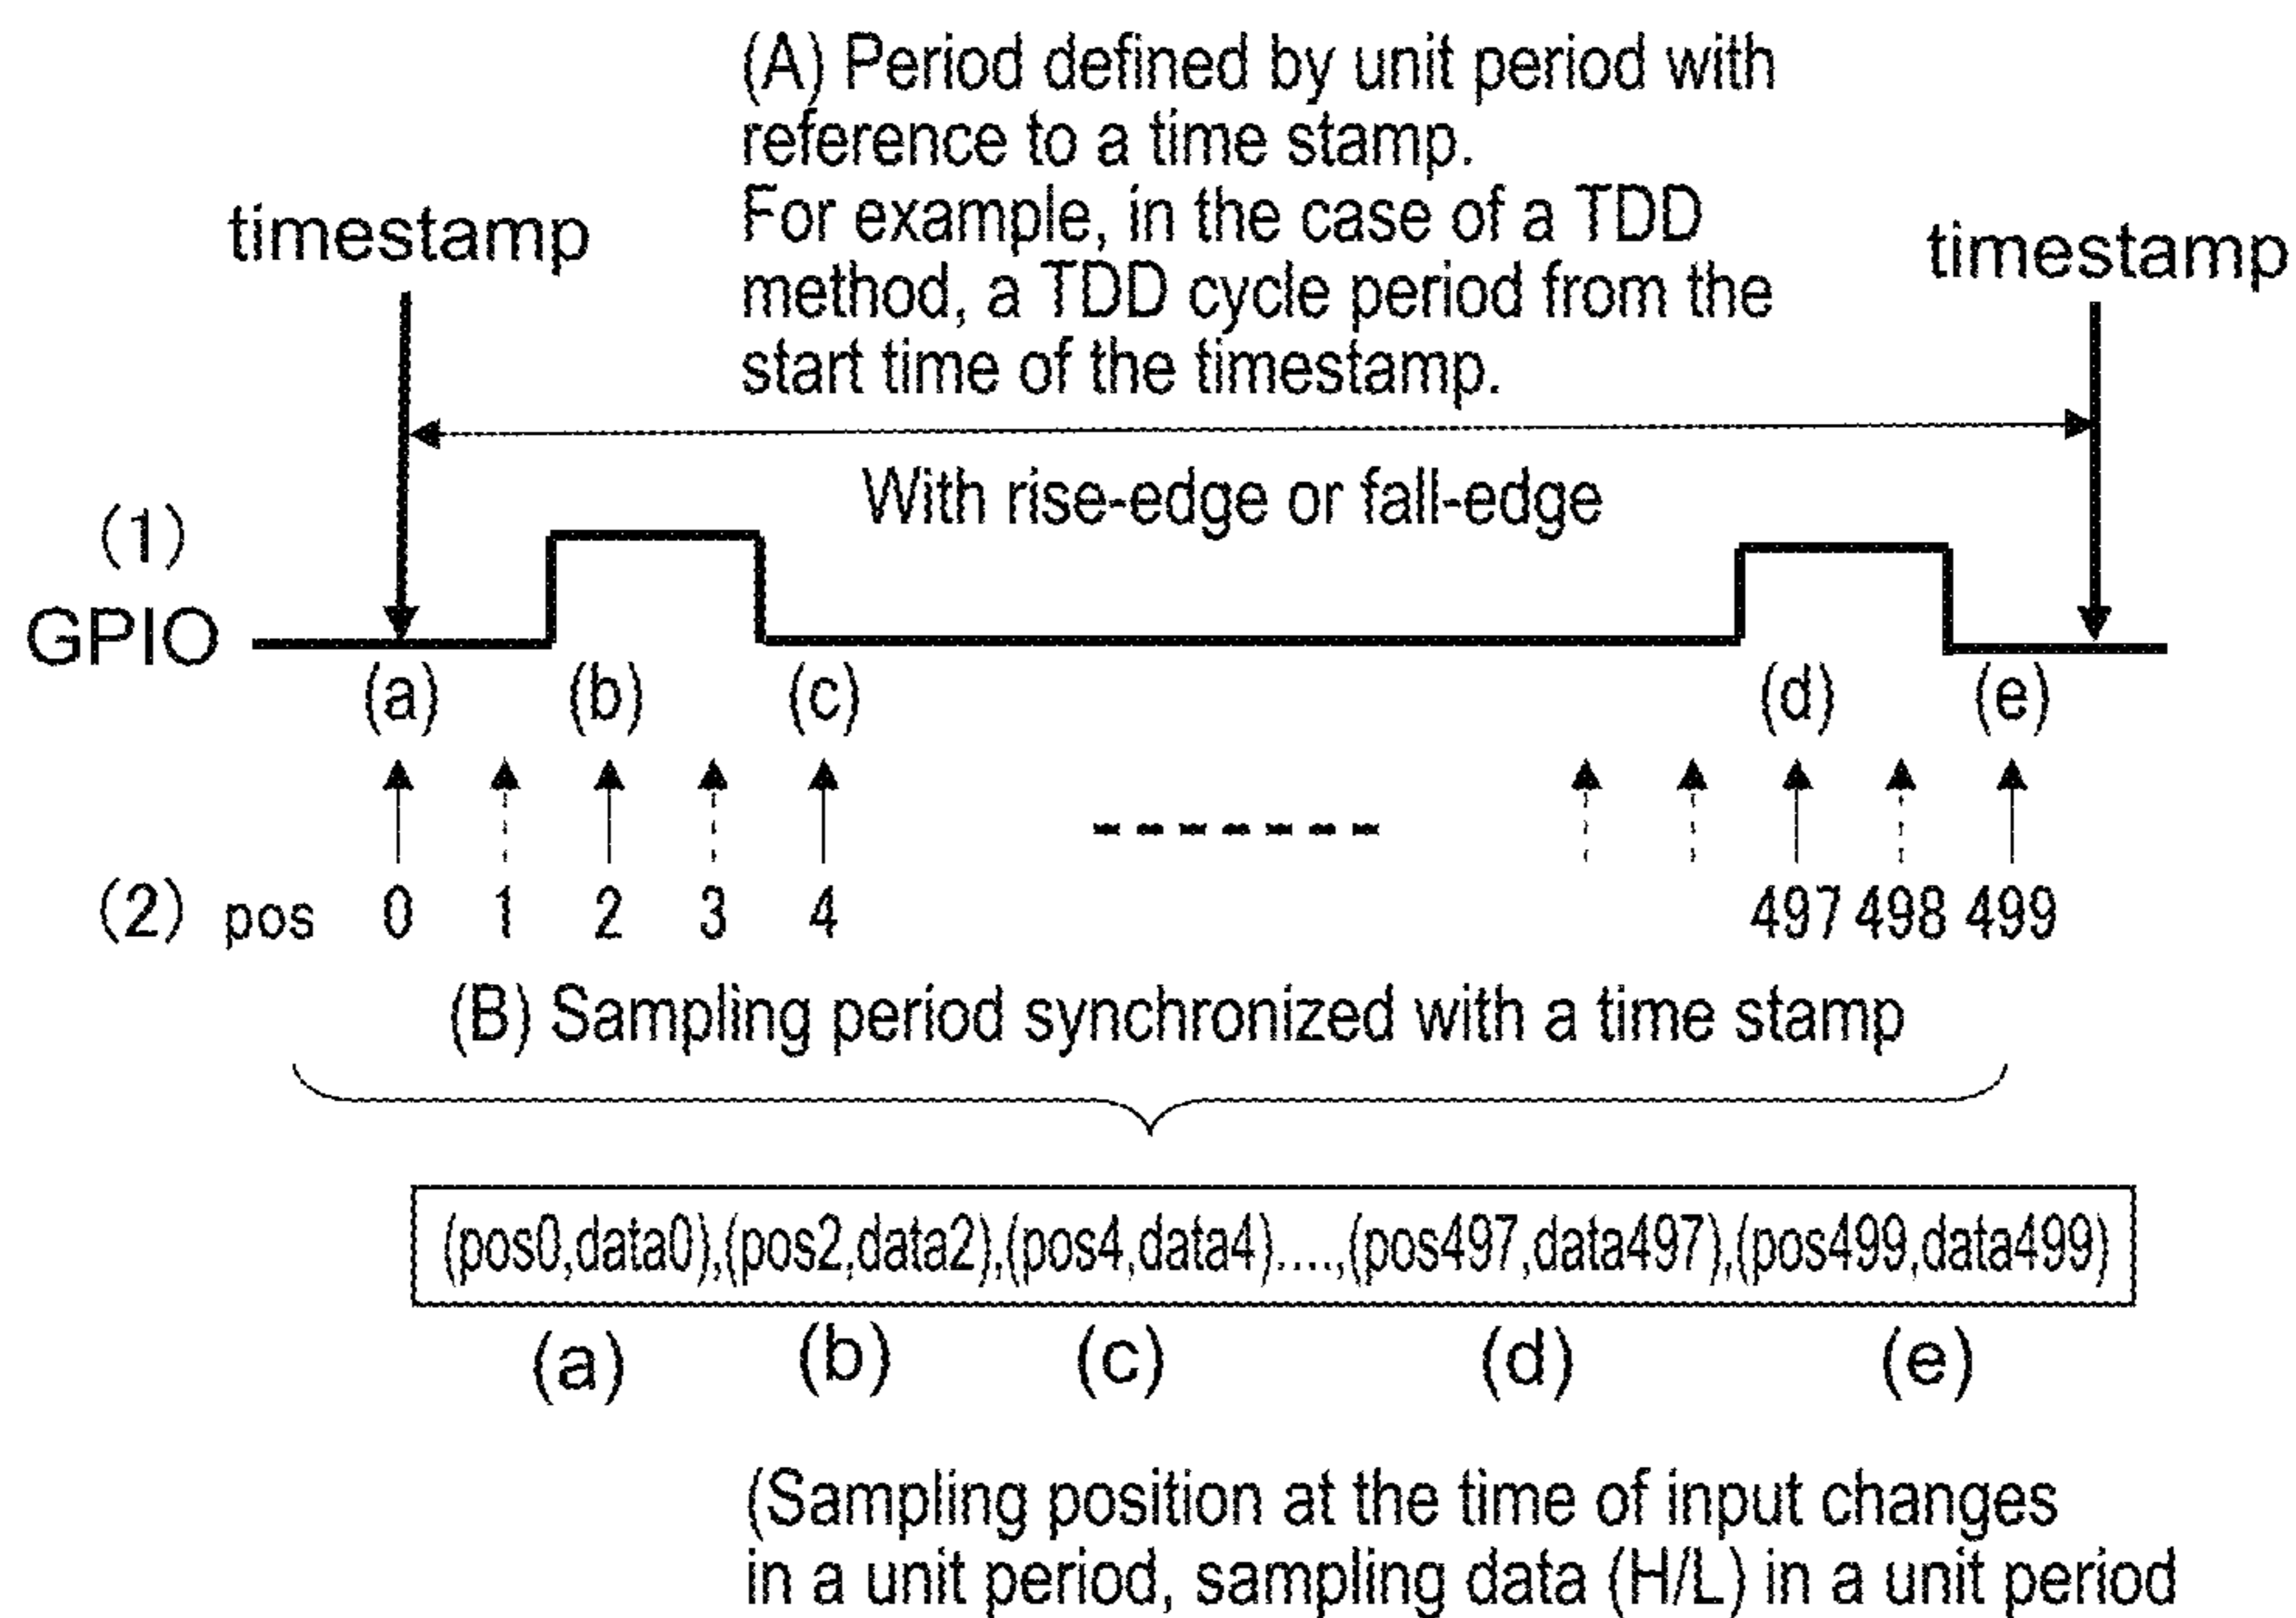 (A) Period defined by unit period with
reference to a time stamp.
For example, in the case of a TDD
method, a TDD cycle period from the
start time of the timestamp.
timestamp
timestamp
With rise-edge or fall-edge
(1)
GPIO
(a) (b) (c) (d) (e)
(2) pos 0 1 2 3 4 497 498 499
(B) Sampling period synchronized with a time stamp
(pos0,data0),(pos2,data2),(pos4,data4)....,(pos497,data497),(pos499,data499)
(a) (b) (c) (d) (e)
(Sampling position at the time of input changes
in a unit period, sampling data (H/L) in a unit period